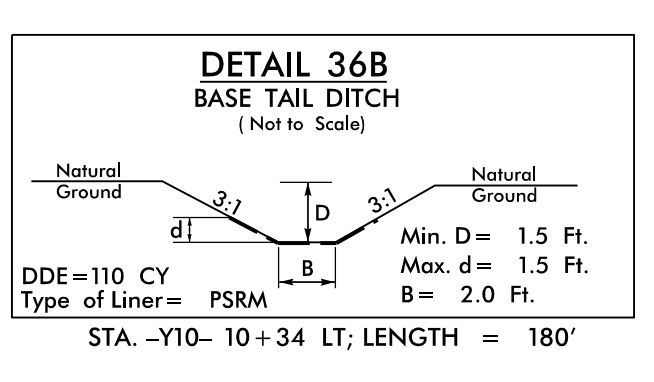 DETAIL 36B
BASE TAIL DITCH
( Not to Scale)
Natural
Ground
3:1
D
3:1
Natural
Ground
d
B
Min. D= 1.5 Ft.
Max. d= 1.5 Ft.
B= 2.0 Ft.
DDE=110 CY
Type of Liner= PSRM
STA. –Y10– 10+34 LT; LENGTH = 180'